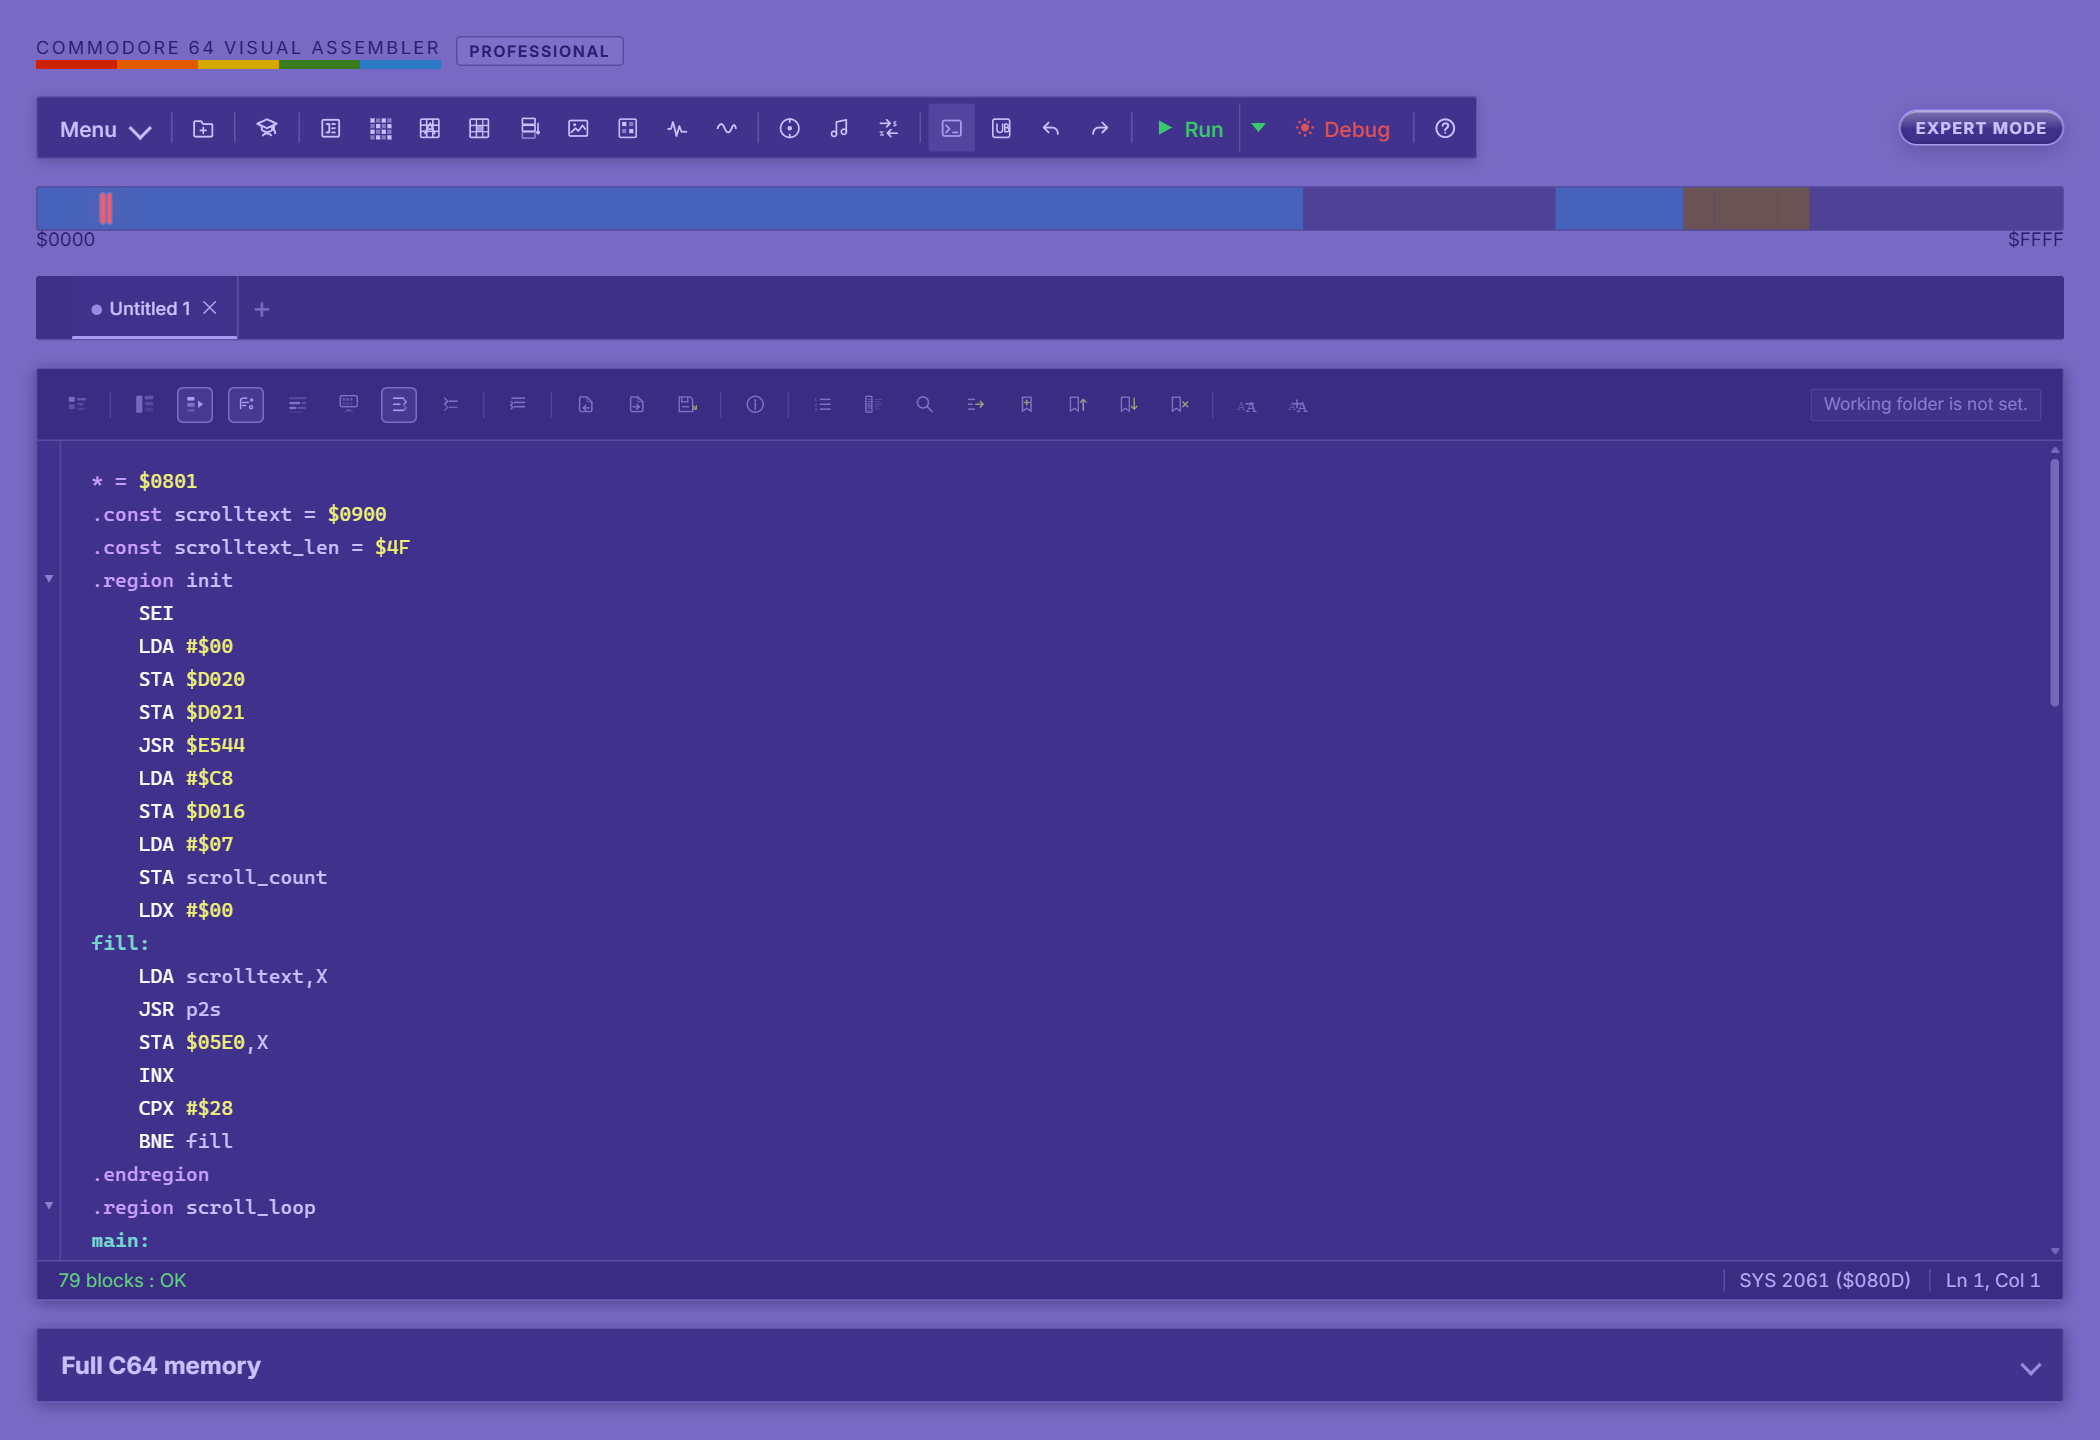 COMMODORE 64 VISUAL ASSEMBLER
PROFESSIONAL
Menu
Run
Debug
EXPERT MODE
$0000
$FFFF
Untitled 1
Working folder is not set.
* = $0801
.const scrolltext = $0900
.const scrolltext_len = $4F
.region init
SEI
LDA #$00
STA $D020
STA $D021
JSR $E544
LDA #$C8
STA $D016
LDA #$07
STA scroll_count
LDX #$00
fill:
LDA scrolltext,X
JSR p2s
STA $05E0,X
INX
CPX #$28
BNE fill
.endregion
.region scroll_loop
main:
79 blocks : OK
SYS 2061 ($080D)
Ln 1, Col 1
Full C64 memory